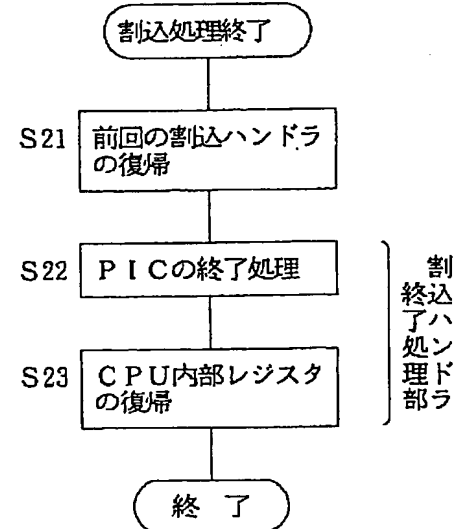 割込処理終了
S21
前回の割込ハンドラ
の復帰
S22
PICの終了処理
S23
CPU内部レジスタ
の復帰
割込ハンドラ
終了処理部
終 了